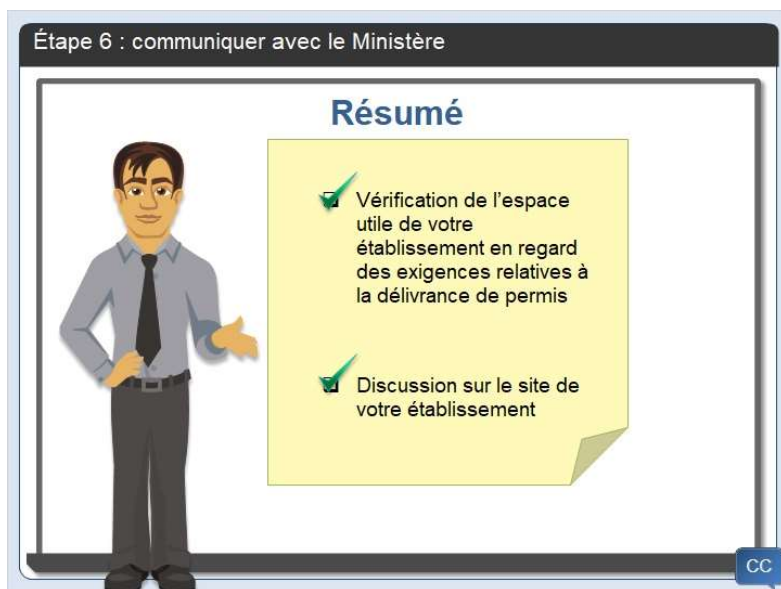 Étape 6 : communiquer avec le Ministère
Résumé
Vérification de l'espace
utile de votre
établissement en regard
des exigences relatives à
la délivrance de permis
Discussion sur le site de
votre établissement
CC